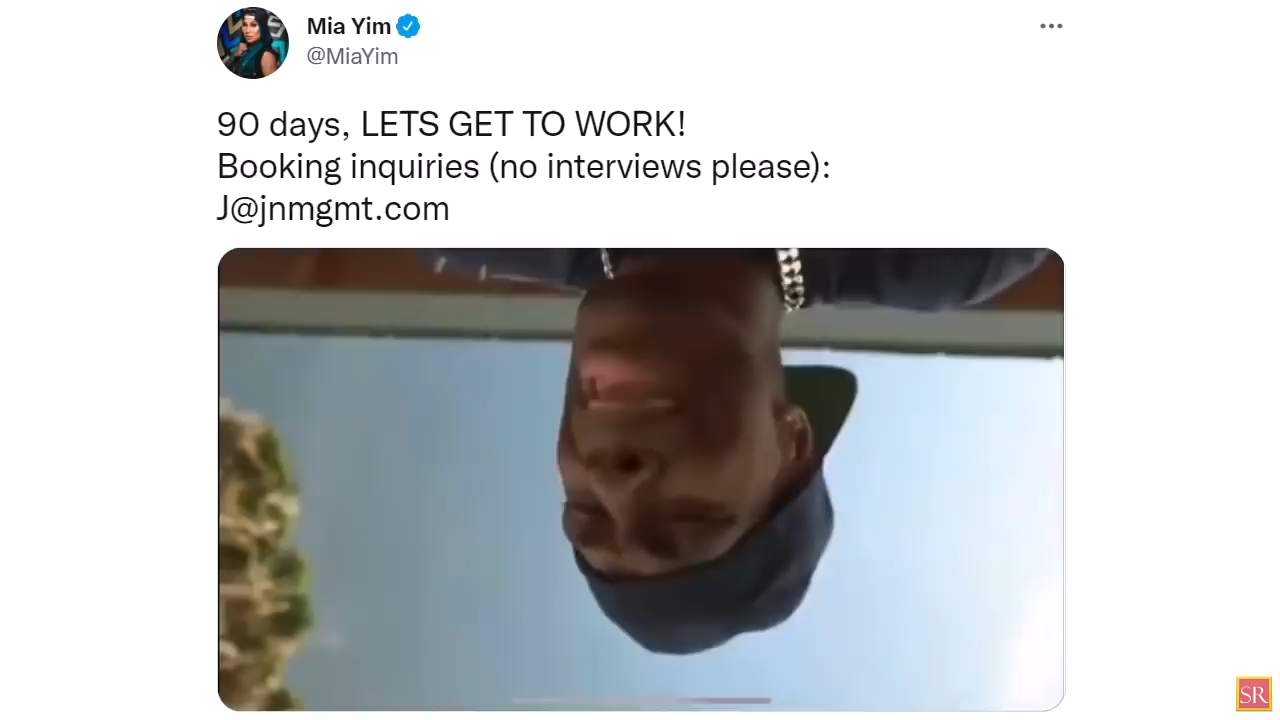 Mia Yim
@MiaYim
90 days, LETS GET TO WORK!
Booking inquiries (no interviews please):
J@jnmgmt.com
SR